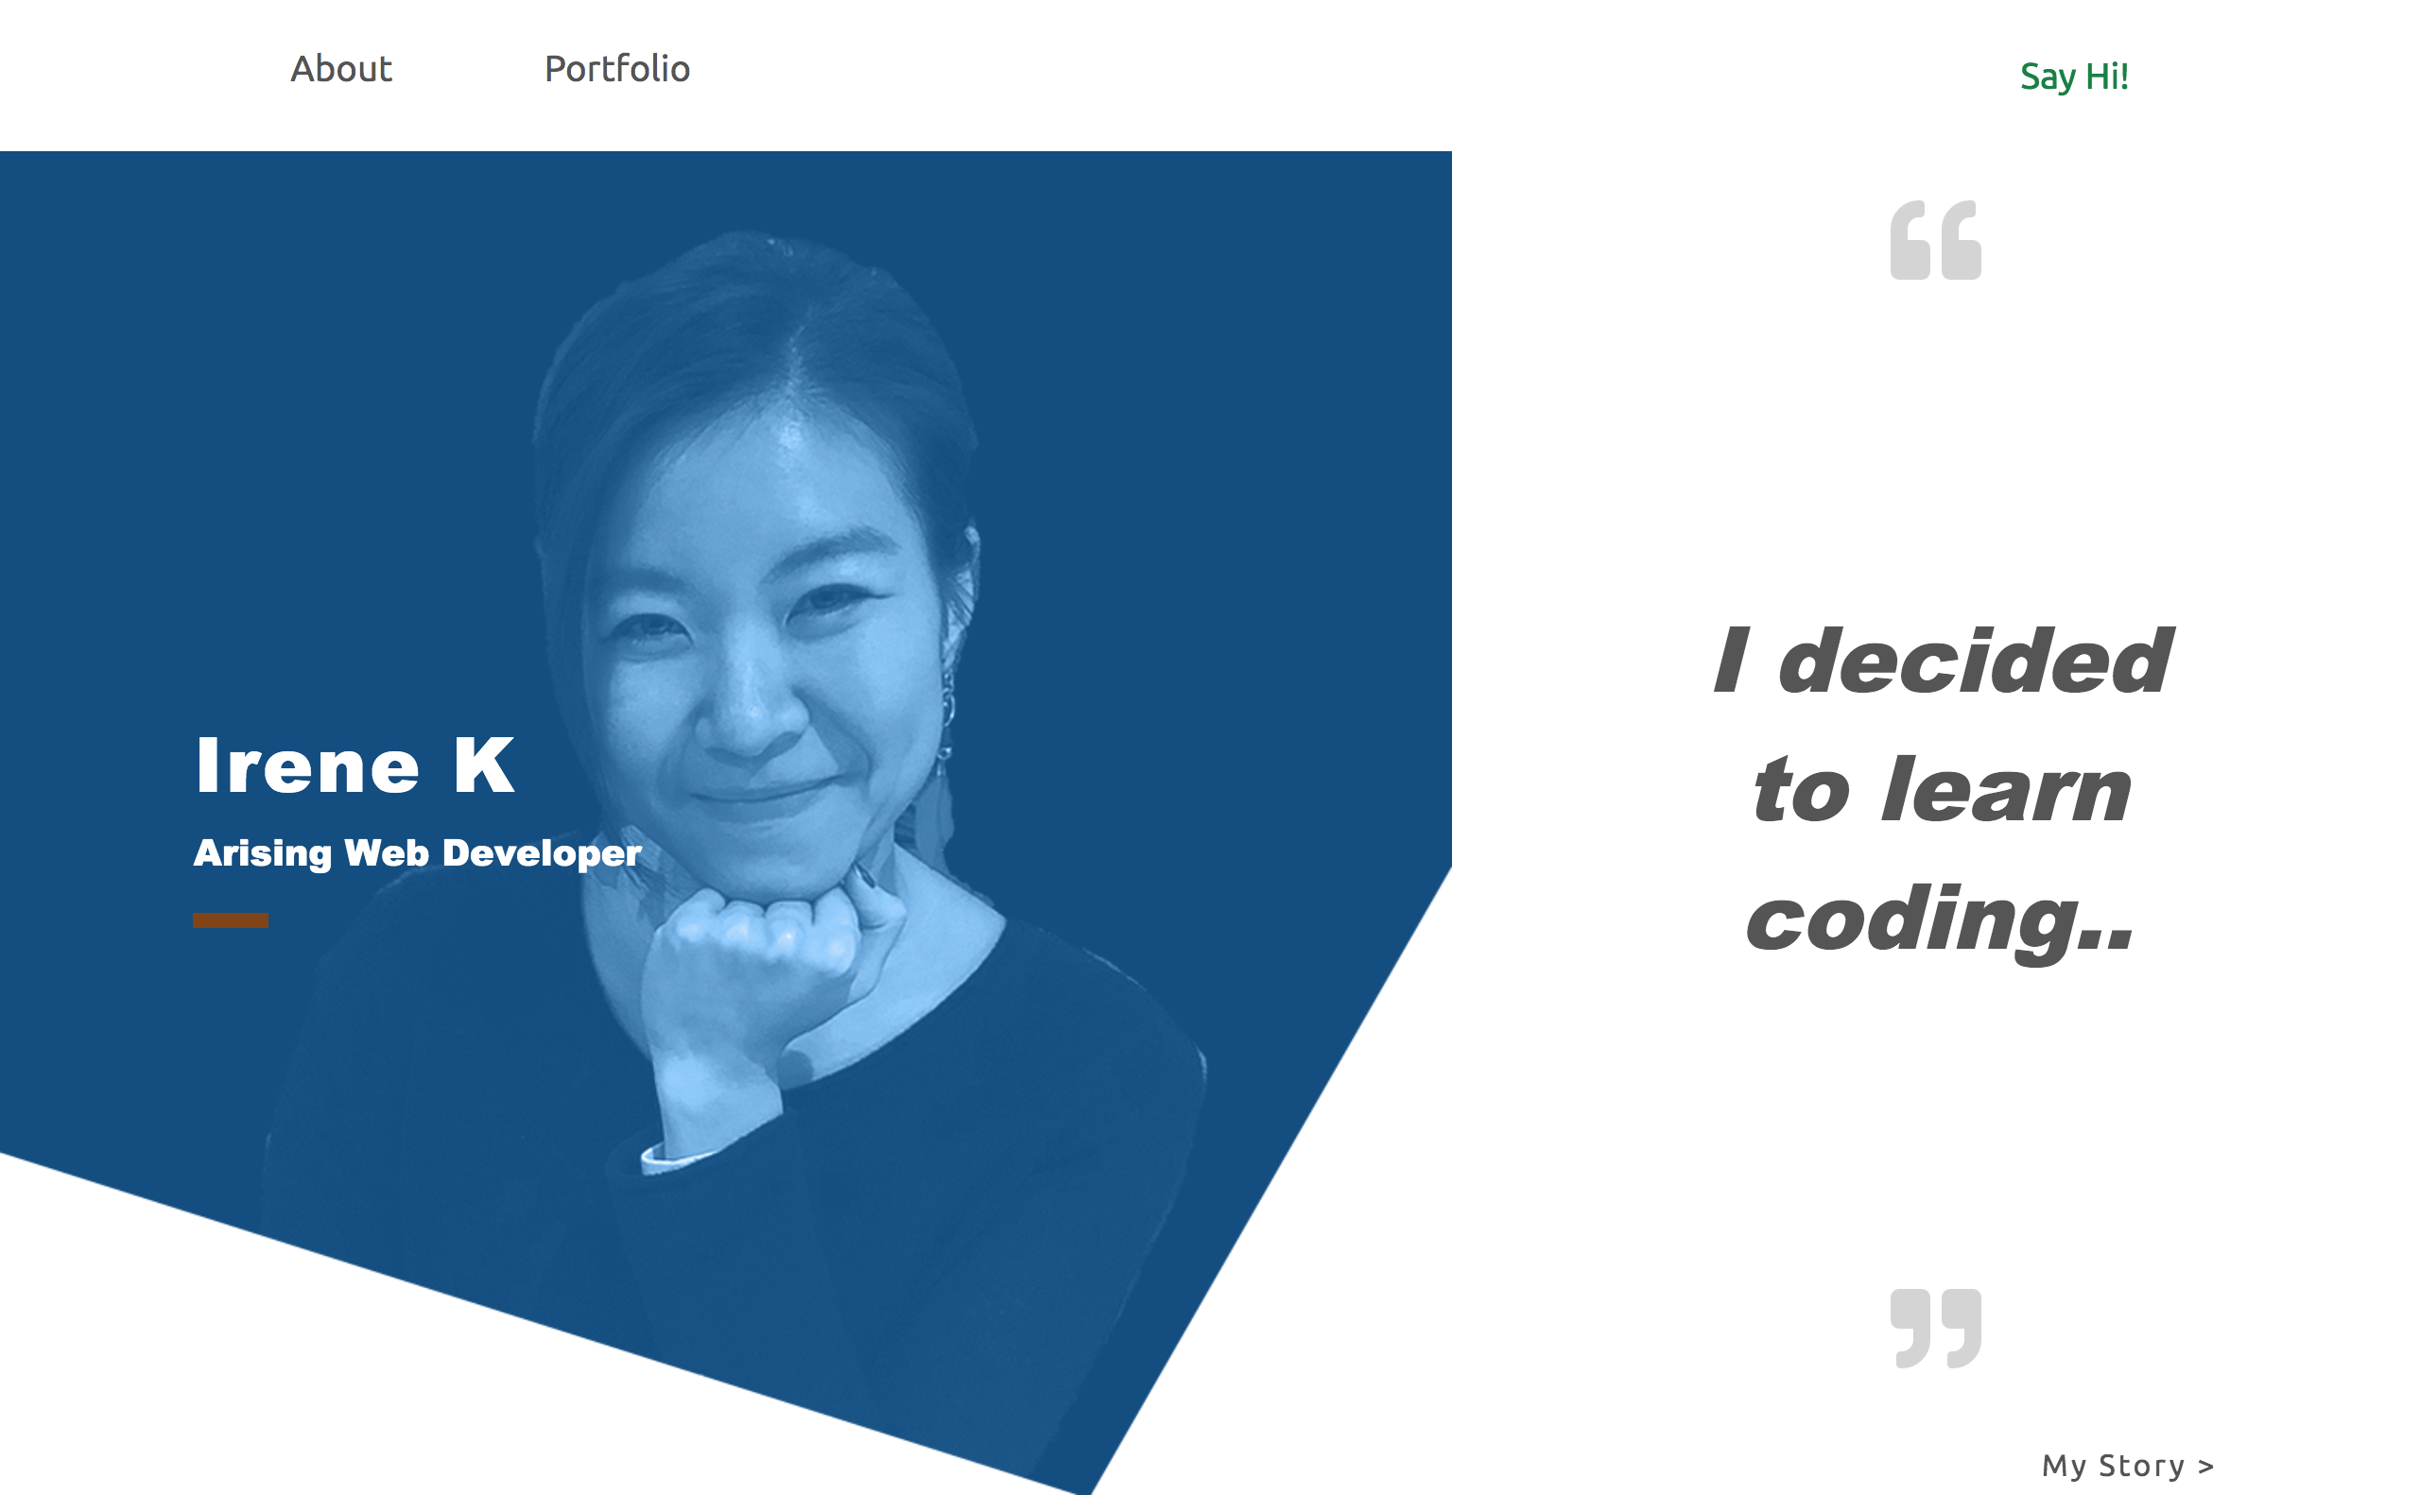 About
Portfolio
Say Hi!
Irene K
Arising Web Developer
“
I decided
to learn
coding..
”
My Story >